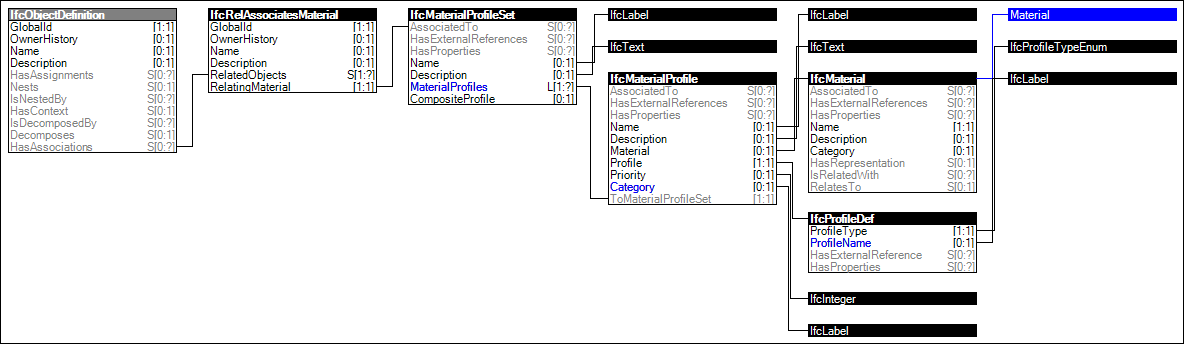 IfcObjectDefinition
GlobalId [1:1]
OwnerHistory [0:1]
Name [0:1]
Description [0:1]
HasAssignments S[0:?]
Nests S[0:1]
IsNestedBy S[0:?]
HasContext S[0:1]
IsDecomposedBy S[0:?]
Decomposes S[0:1]
HasAssociations S[0:?]
IfcRelAssociatesMaterial
GlobalId [1:1]
OwnerHistory [0:1]
Name [0:1]
Description [0:1]
RelatedObjects S[1:?]
RelatingMaterial [1:1]
IfcMaterialProfileSet
AssociatedTo S[0:?]
HasExternalReferences S[0:?]
HasProperties S[0:?]
Name [0:1]
Description [0:1]
MaterialProfiles L[1:?]
CompositeProfile [0:1]
IfcLabel
IfcText
IfcMaterialProfile
AssociatedTo S[0:?]
HasExternalReferences S[0:?]
HasProperties S[0:?]
Name [0:1]
Description [0:1]
Material [0:1]
Profile [1:1]
Priority [0:1]
Category [0:1]
ToMaterialProfileSet [1:1]
IfcLabel
IfcText
IfcMaterial
AssociatedTo S[0:?]
HasExternalReferences S[0:?]
HasProperties S[0:?]
Name [1:1]
Description [0:1]
Category [0:1]
HasRepresentation S[0:1]
IsRelatedWith S[0:?]
RelatesTo S[0:1]
IfcProfileDef
ProfileType [1:1]
ProfileName [0:1]
HasExternalReference S[0:?]
HasProperties S[0:?]
IfcInteger
IfcLabel
Material
IfcProfileTypeEnum
IfcLabel